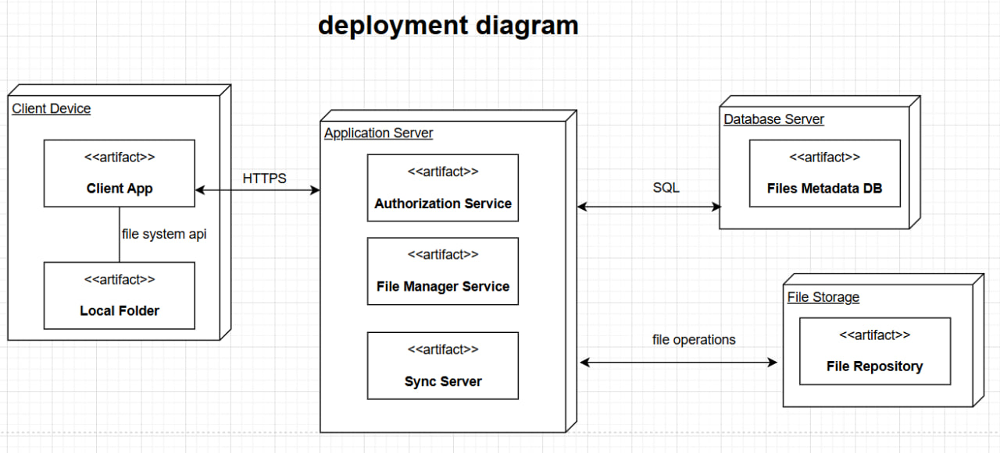 deployment diagram
Client Device
<<artifact>>
Client App
file system api
<<artifact>>
Local Folder
HTTPS
Application Server
<<artifact>>
Authorization Service
<<artifact>>
File Manager Service
<<artifact>>
Sync Server
SQL
Database Server
<<artifact>>
Files Metadata DB
file operations
File Storage
<<artifact>>
File Repository